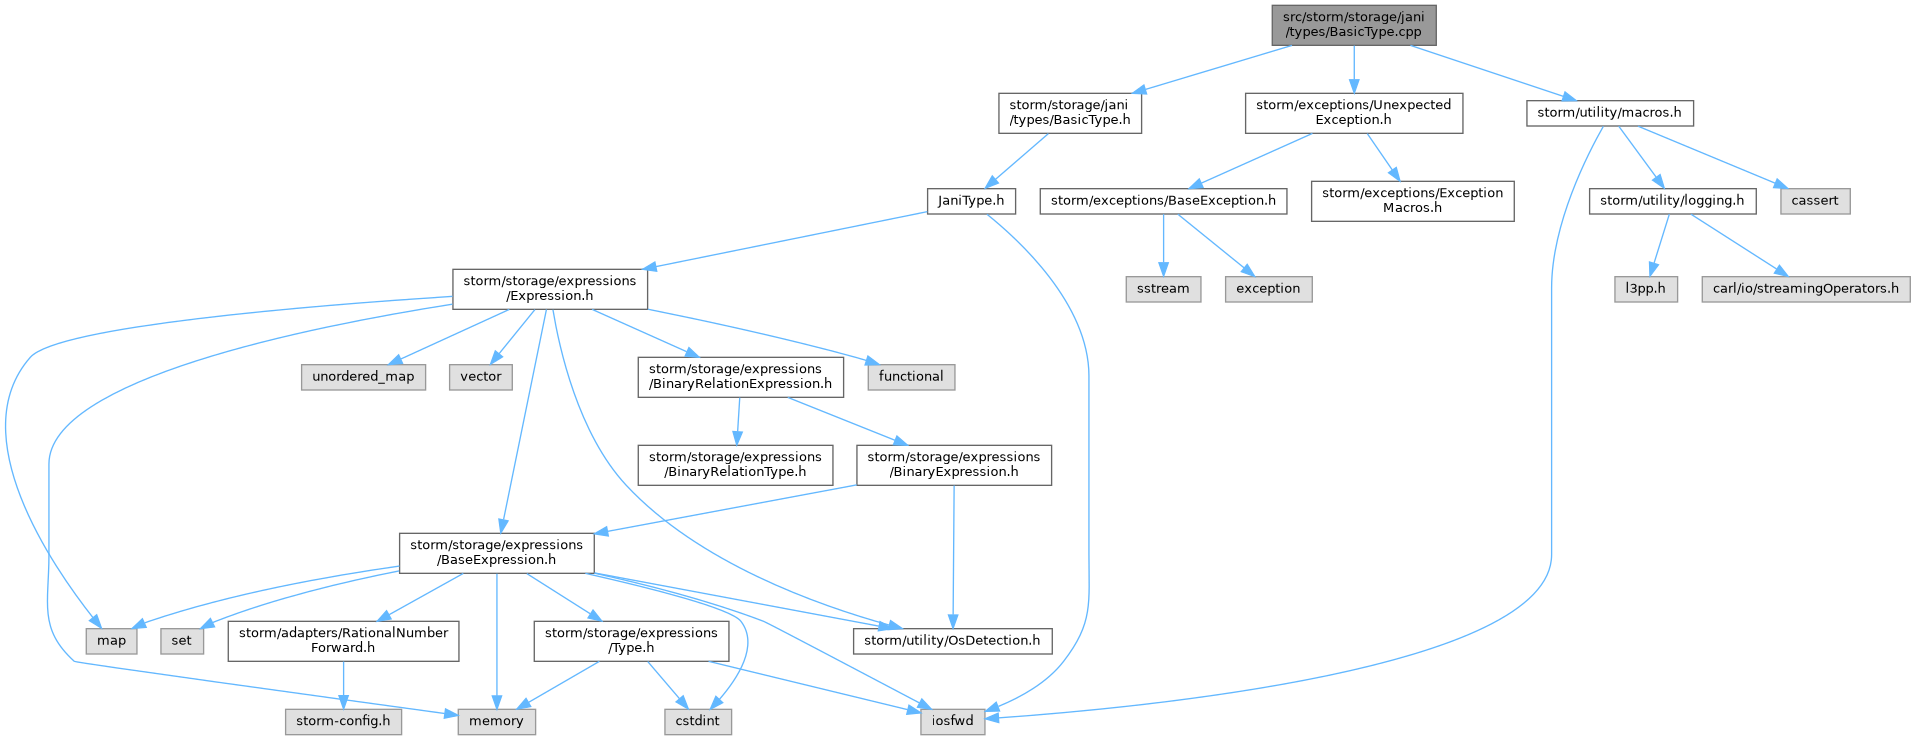 src/storm/storage/jani
/types/BasicType.cpp
storm/storage/jani
/types/BasicType.h
storm/exceptions/Unexpected
Exception.h
storm/utility/macros.h
JaniType.h
storm/exceptions/BaseException.h
storm/exceptions/Exception
Macros.h
storm/utility/logging.h
cassert
storm/storage/expressions
/Expression.h
sstream
exception
l3pp.h
carl/io/streamingOperators.h
unordered_map
vector
storm/storage/expressions
/BinaryRelationExpression.h
functional
storm/storage/expressions
/BinaryRelationType.h
storm/storage/expressions
/BinaryExpression.h
storm/storage/expressions
/BaseExpression.h
map
set
storm/adapters/RationalNumber
Forward.h
storm/storage/expressions
/Type.h
storm/utility/OsDetection.h
storm-config.h
memory
cstdint
iosfwd